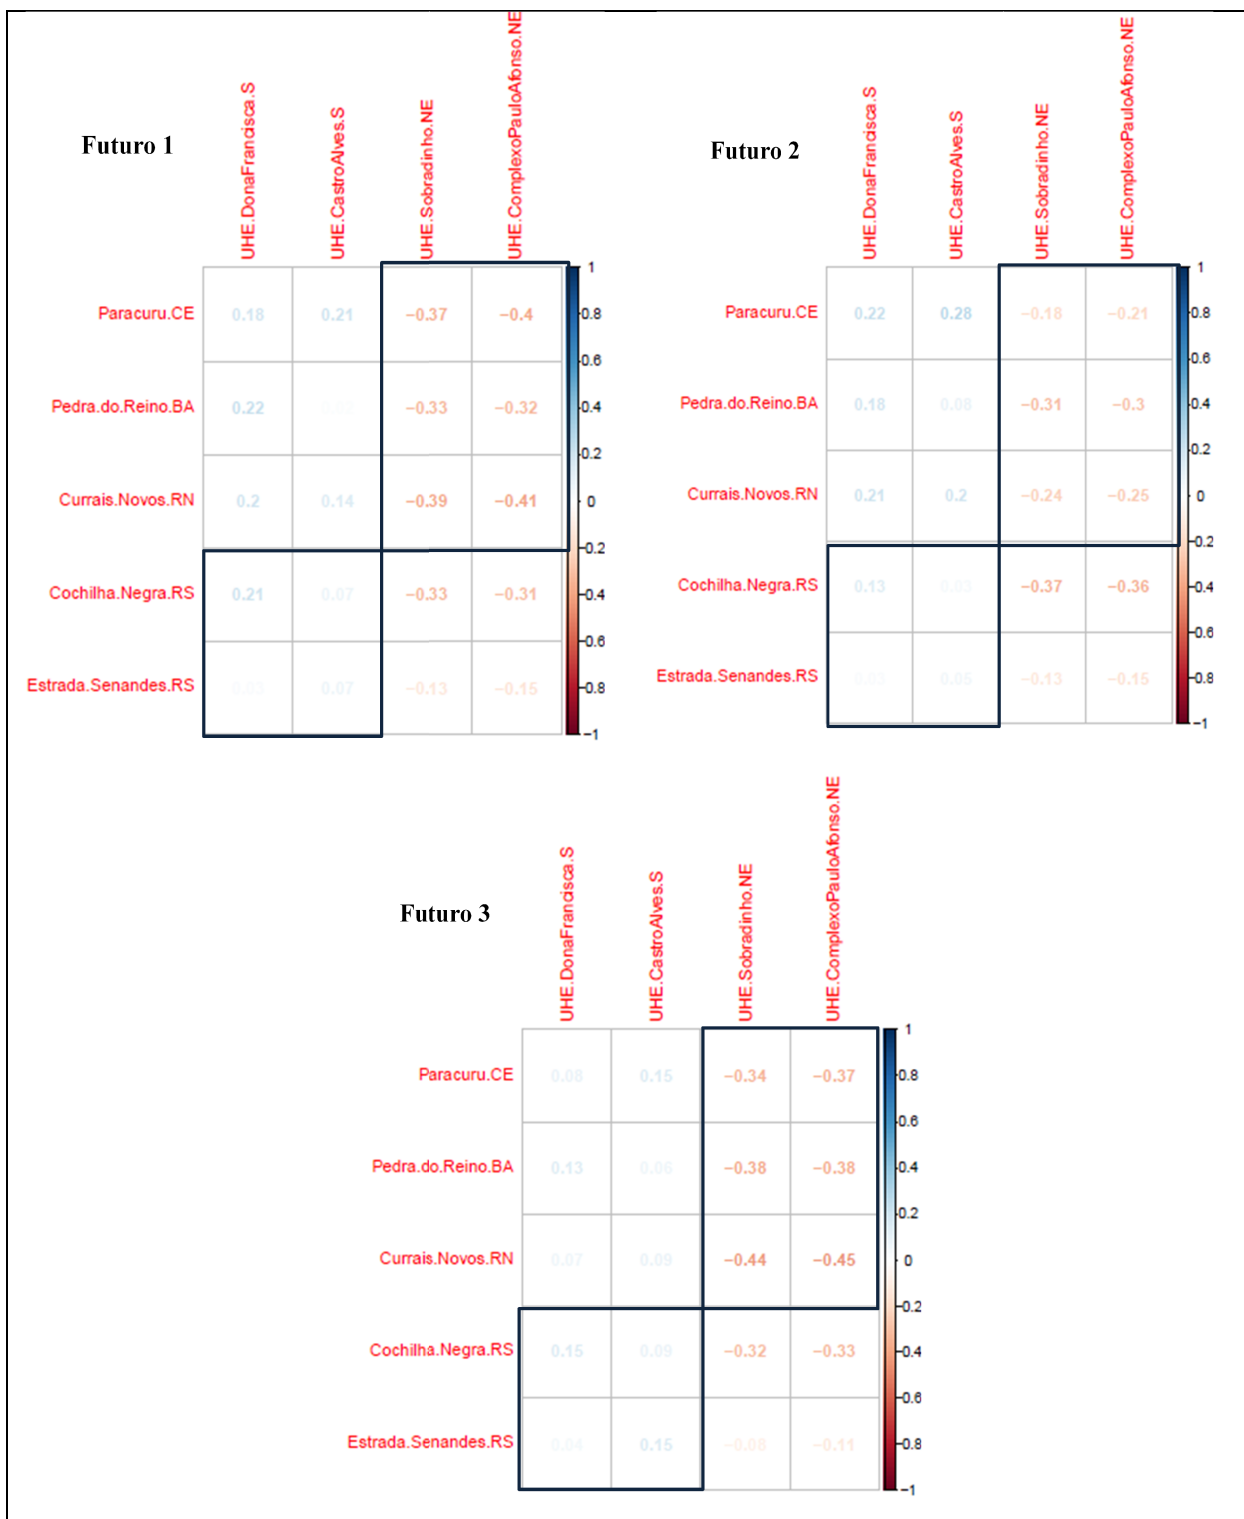 Futuro 1
UHE.DonaFrancisca.S
UHE.CastroAlves.S
UHE.Sobradinho.NE
UHE.ComplexoPauloAfonso.NE
Paracuru.CE 0.18 0.21 −0.37 −0.4
Pedra.do.Reino.BA 0.22 −0.33 −0.32
Currais.Novos.RN 0.2 0.14 −0.39 −0.41
Cochilha.Negra.RS 0.21 0.07 −0.33 −0.31
Estrada.Senandes.RS 0.03 0.07 −0.13 −0.15
1
0.8
0.6
0.4
0.2
0
−0.2
−0.4
−0.6
−0.8
−1
Futuro 2
UHE.DonaFrancisca.S
UHE.CastroAlves.S
UHE.Sobradinho.NE
UHE.ComplexoPauloAfonso.NE
Paracuru.CE 0.22 0.28 −0.18 −0.21
Pedra.do.Reino.BA 0.18 0.08 −0.31 −0.3
Currais.Novos.RN 0.21 0.2 −0.24 −0.25
Cochilha.Negra.RS 0.13 0.03 −0.37 −0.36
Estrada.Senandes.RS 0.03 0.05 −0.13 −0.15
1
0.8
0.6
0.4
0.2
0
−0.2
−0.4
−0.6
−0.8
−1
Futuro 3
UHE.DonaFrancisca.S
UHE.CastroAlves.S
UHE.Sobradinho.NE
UHE.ComplexoPauloAfonso.NE
Paracuru.CE 0.08 0.15 −0.34 −0.37
Pedra.do.Reino.BA 0.13 0.06 −0.38 −0.38
Currais.Novos.RN 0.07 0.09 −0.44 −0.45
Cochilha.Negra.RS 0.15 0.09 −0.32 −0.33
Estrada.Senandes.RS 0.04 0.15 −0.08 −0.11
1
0.8
0.6
0.4
0.2
0
−0.2
−0.4
−0.6
−0.8
−1